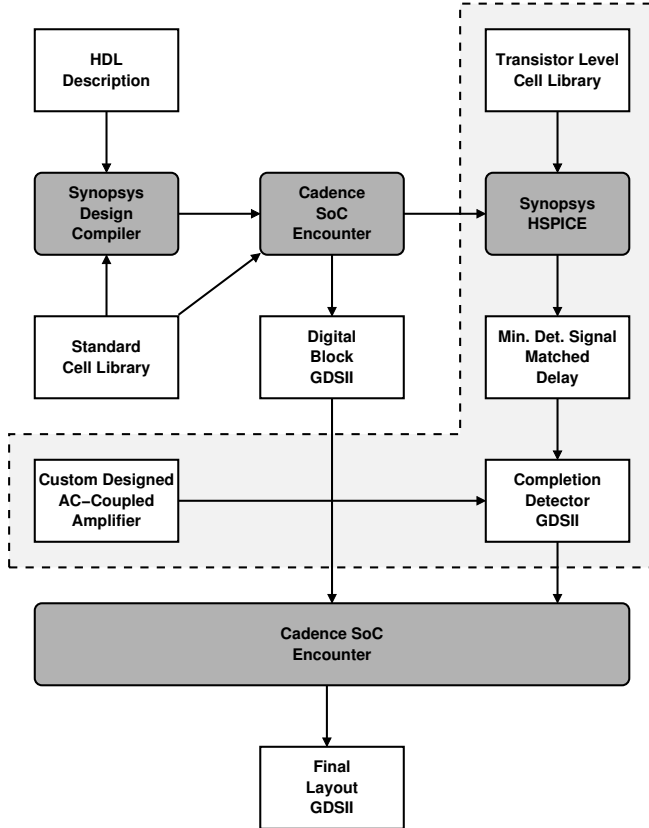 HDL
Description
Transistor Level
Cell Library
Synopsys
Design
Compiler
Cadence
SoC
Encounter
Synopsys
HSPICE
Standard
Cell Library
Digital
Block
GDSII
Min. Det. Signal
Matched
Delay
Custom Designed
AC−Coupled
Amplifier
Completion
Detector
GDSII
Cadence SoC
Encounter
Final
Layout
GDSII